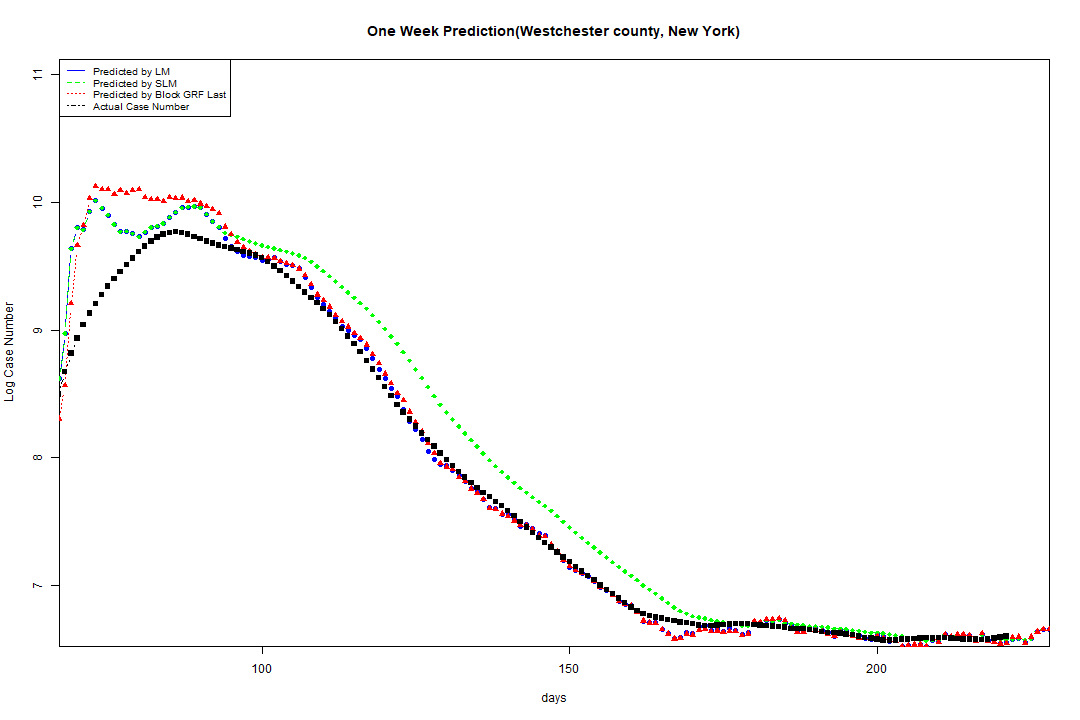 One Week Prediction(Westchester county, New York)
Predicted by LM
Predicted by SLM
Predicted by Block GRF Last
Actual Case Number
11
10
9
8
7
Log Case Number
100
150
200
days